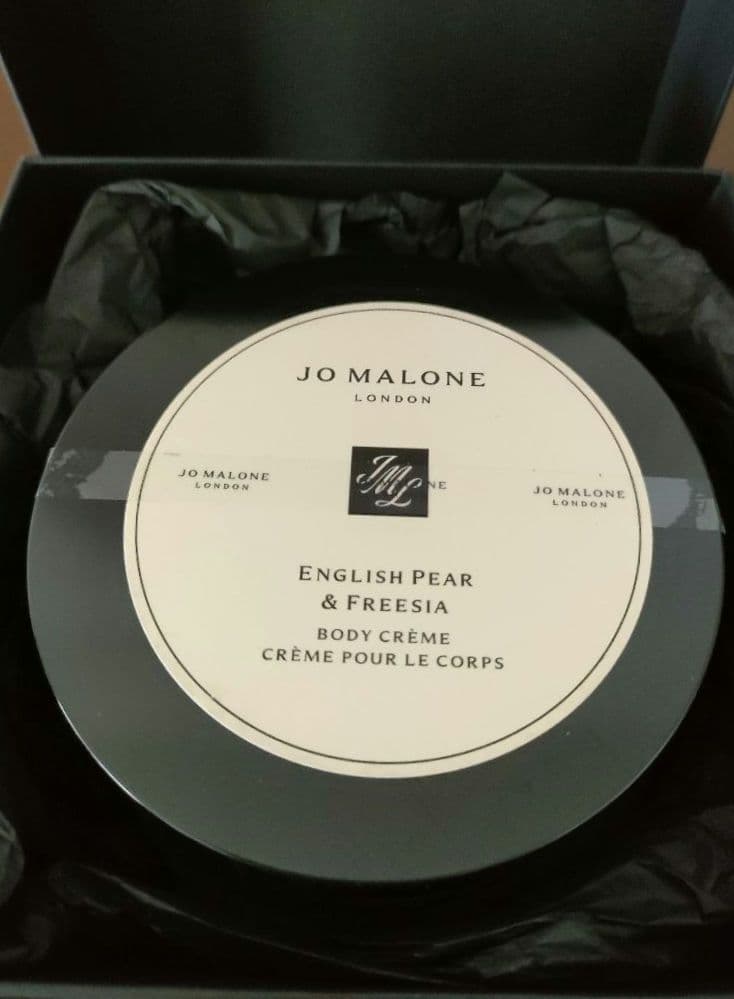 JO MALONE
LONDON
JO MALONE
LONDON
JML
NE
JO MALONE
LONDON
ENGLISH PEAR
& FREESIA
BODY CRÈME
CRÈME POUR LE CORPS